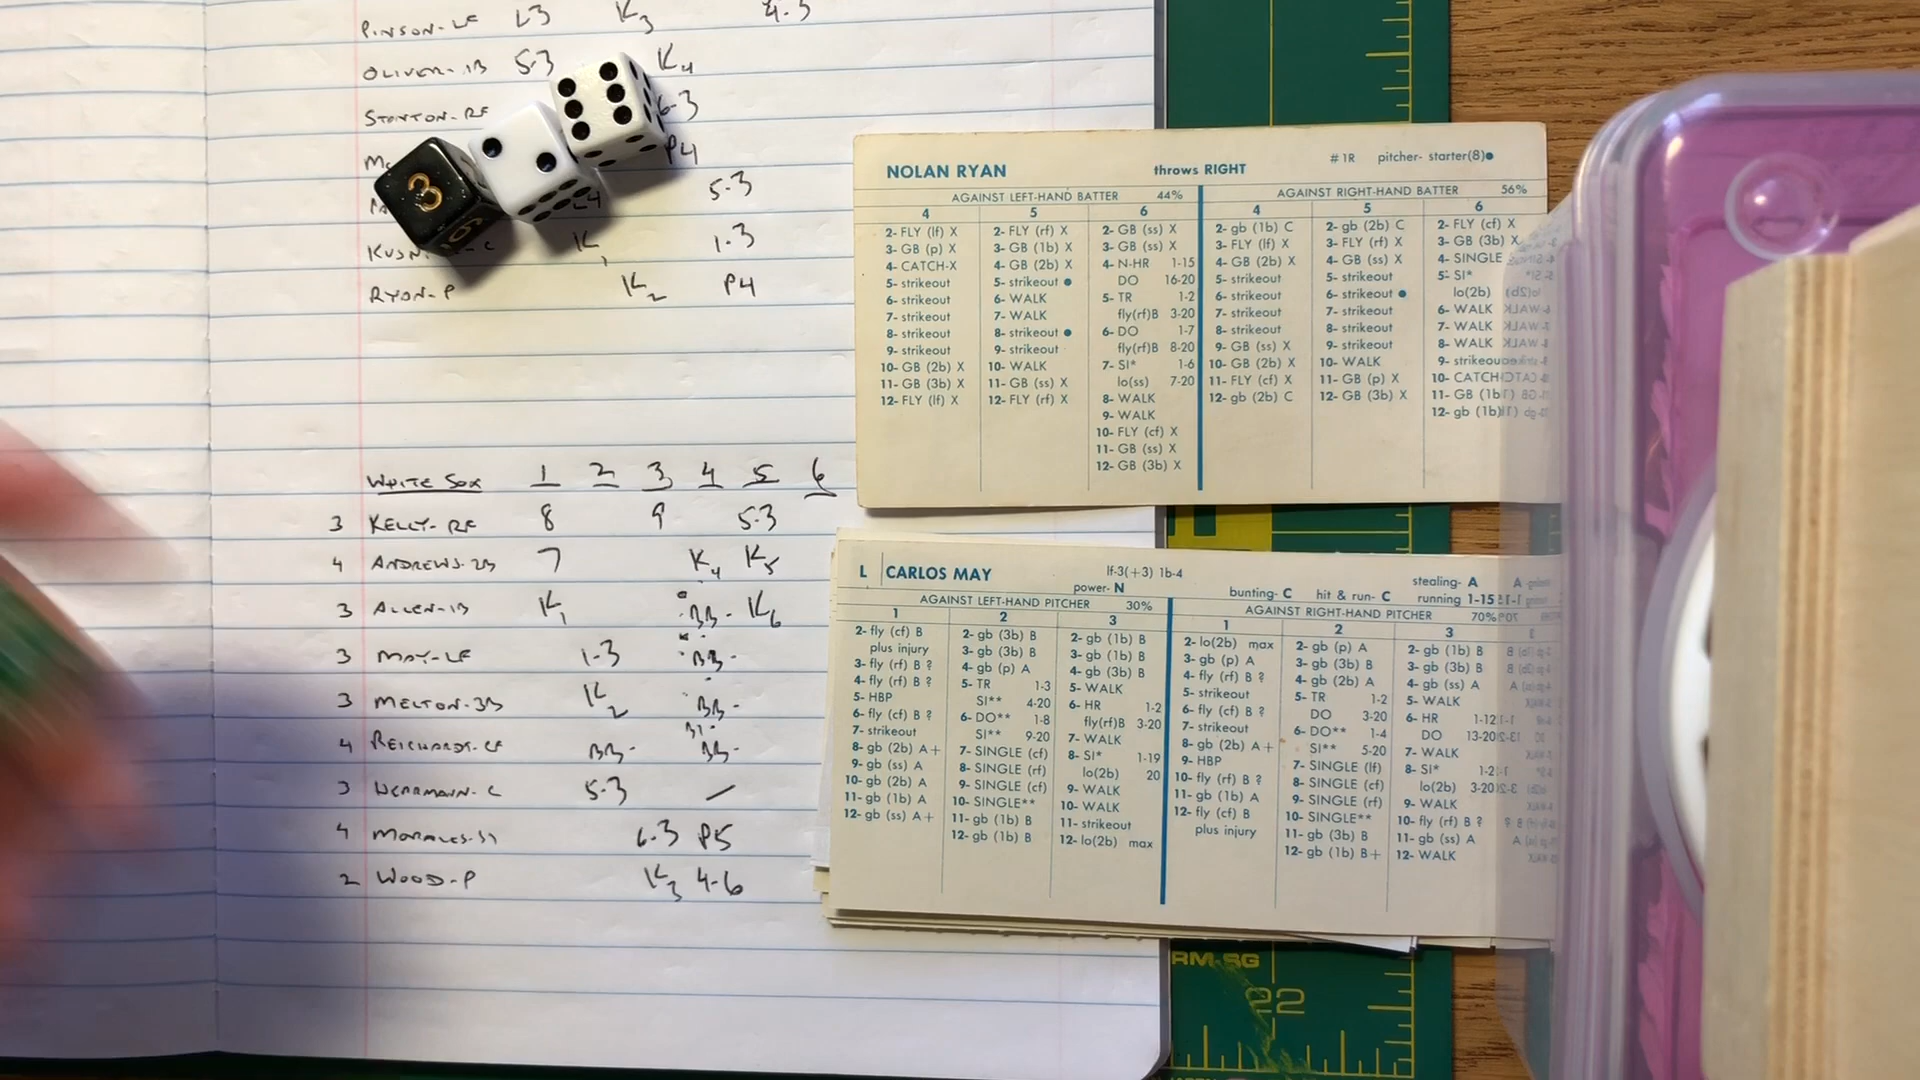 PINSON-LF L3 K3 4-3
OLIVER-1B 5-3 K4
STANTON-RF 6-3
P4
5-3
K 1-3
RYAN-P K2 P4
3
WHITE SOX 1 2 3 4 5 6
3 KELLY-RF 8 9 5-3
4 ANDREWS-2B 7 K4 K5
3 ALLEN-1B K1 BB- K6
3 MAY-LF 1-3 BB-
3 MELTON-3B K2 BB-
4 REICHARDT-CF BB- BB-
3 HERRMANN-C 5-3
4 MORALES-SS 6-3 P5
2 WOOD-P K3 4-6
NOLAN RYAN throws RIGHT #1R pitcher- starter(8)●
AGAINST LEFT-HAND BATTER 44%
4
2- FLY (lf) X
3- GB (p) X
4- CATCH-X
5- strikeout
6- strikeout
7- strikeout
8- strikeout
9- strikeout
10- GB (2b) X
11- GB (3b) X
12- FLY (lf) X
5
2- FLY (rf) X
3- GB (1b) X
4- GB (2b) X
5- strikeout ●
6- WALK
7- WALK
8- strikeout ●
9- strikeout
10- WALK
11- GB (ss) X
12- FLY (rf) X
6
2- GB (ss) X
3- GB (ss) X
4- N-HR 1-15
DO 16-20
5- TR 1-2
fly(rf)B 3-20
6- DO 1-7
fly(rf)B 8-20
7- SI* 1-6
lo(ss) 7-20
8- WALK
9- WALK
10- FLY (cf) X
11- GB (ss) X
12- GB (3b) X
AGAINST RIGHT-HAND BATTER 56%
4
2- gb (1b) C
3- FLY (lf) X
4- GB (2b) X
5- strikeout
6- strikeout
7- strikeout
8- strikeout
9- GB (ss) X
10- GB (2b) X
11- FLY (cf) X
12- gb (2b) C
5
2- gb (2b) C
3- FLY (rf) X
4- GB (ss) X
5- strikeout
6- strikeout ●
7- strikeout
8- strikeout
9- strikeout
10- WALK
11- GB (p) X
12- GB (3b) X
6
2- FLY (cf) X
3- GB (3b) X
4- SINGLE
5- SI*
lo(2b)
6- WALK
7- WALK
8- WALK
9- strikeou
10- CATCH
11- GB (1b
12- gb (1b)
L CARLOS MAY lf-3(+3) 1b-4
power- N bunting- C hit & run- C stealing- A
running 1-15
AGAINST LEFT-HAND PITCHER 30%
1
2- fly (cf) B
plus injury
3- fly (rf) B ?
4- fly (rf) B ?
5- HBP
6- fly (cf) B ?
7- strikeout
8- gb (2b) A+
9- gb (ss) A
10- gb (2b) A
11- gb (1b) A
12- gb (ss) A+
2
2- gb (3b) B
3- gb (3b) B
4- gb (p) A
5- TR 1-3
SI** 4-20
6- DO** 1-8
SI** 9-20
7- SINGLE (cf)
8- SINGLE (rf)
9- SINGLE (cf)
10- SINGLE**
11- gb (1b) B
12- gb (1b) B
3
2- gb (1b) B
3- gb (1b) B
4- gb (3b) B
5- WALK
6- HR 1-2
fly(rf)B 3-20
7- WALK
8- SI* 1-19
lo(2b) 20
9- WALK
10- WALK
11- strikeout
12- lo(2b) max
AGAINST RIGHT-HAND PITCHER 70%
1
2- lo(2b) max
3- gb (p) A
4- fly (rf) B ?
5- strikeout
6- fly (cf) B ?
7- strikeout
8- gb (2b) A+
9- HBP
10- fly (rf) B ?
11- gb (1b) A
12- fly (cf) B
plus injury
2
2- gb (p) A
3- gb (3b) B
4- gb (2b) A
5- TR 1-2
DO 3-20
6- DO** 1-4
SI** 5-20
7- SINGLE (lf)
8- SINGLE (cf)
9- SINGLE (rf)
10- SINGLE**
11- gb (3b) B
12- gb (1b) B+
3
2- gb (1b) B
3- gb (3b) B
4- gb (ss) A
5- WALK
6- HR 1-12
DO 13-20
7- WALK
8- SI* 1-2
lo(2b) 3-20
9- WALK
10- fly (rf) B ?
11- gb (ss) A
12- WALK
RM-SG
22